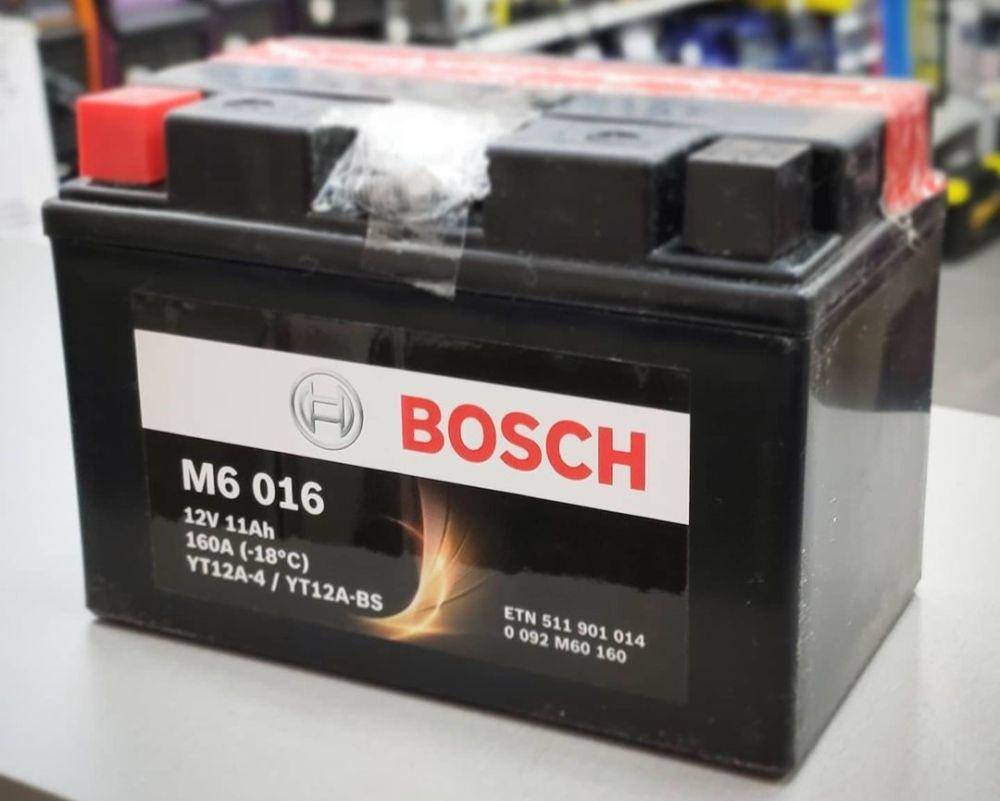 BOSCH
M6 016
12V 11Ah
160A (-18°C)
YT12A-4 / YT12A-BS
ETN 511 901 014
0 092 M60 160